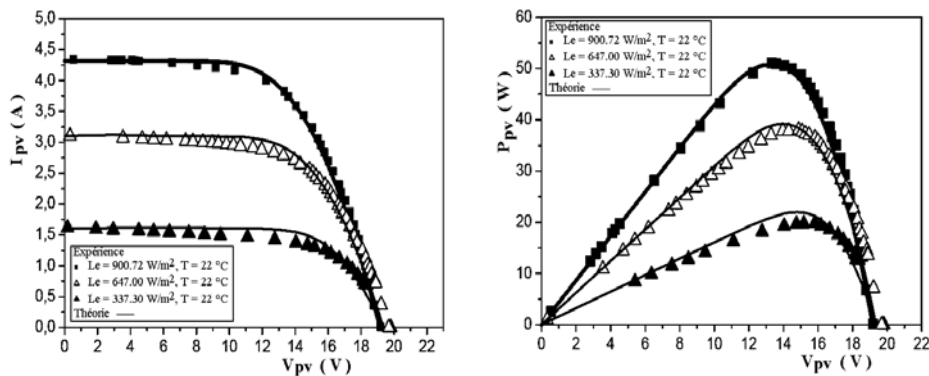 5,0
4,5
4,0
3,5
3,0
2,5
2,0
1,5
1,0
0,5
0,0
I pv ( A )
Expérience
Le = 900.72 W/m², T = 22 °C
Le = 647.00 W/m², T = 22 °C
Le = 337.30 W/m², T = 22 °C
Théorie
0 2 4 6 8 10 12 14 16 18 20 22
Vpv ( V )
60
50
40
30
20
10
0
Ppv ( W )
Expérience
Le = 900.72 W/m², T = 22 °C
Le = 647.00 W/m², T = 22 °C
Le = 337.30 W/m², T = 22 °C
Théorie
0 2 4 6 8 10 12 14 16 18 20 22
Vpv ( V )